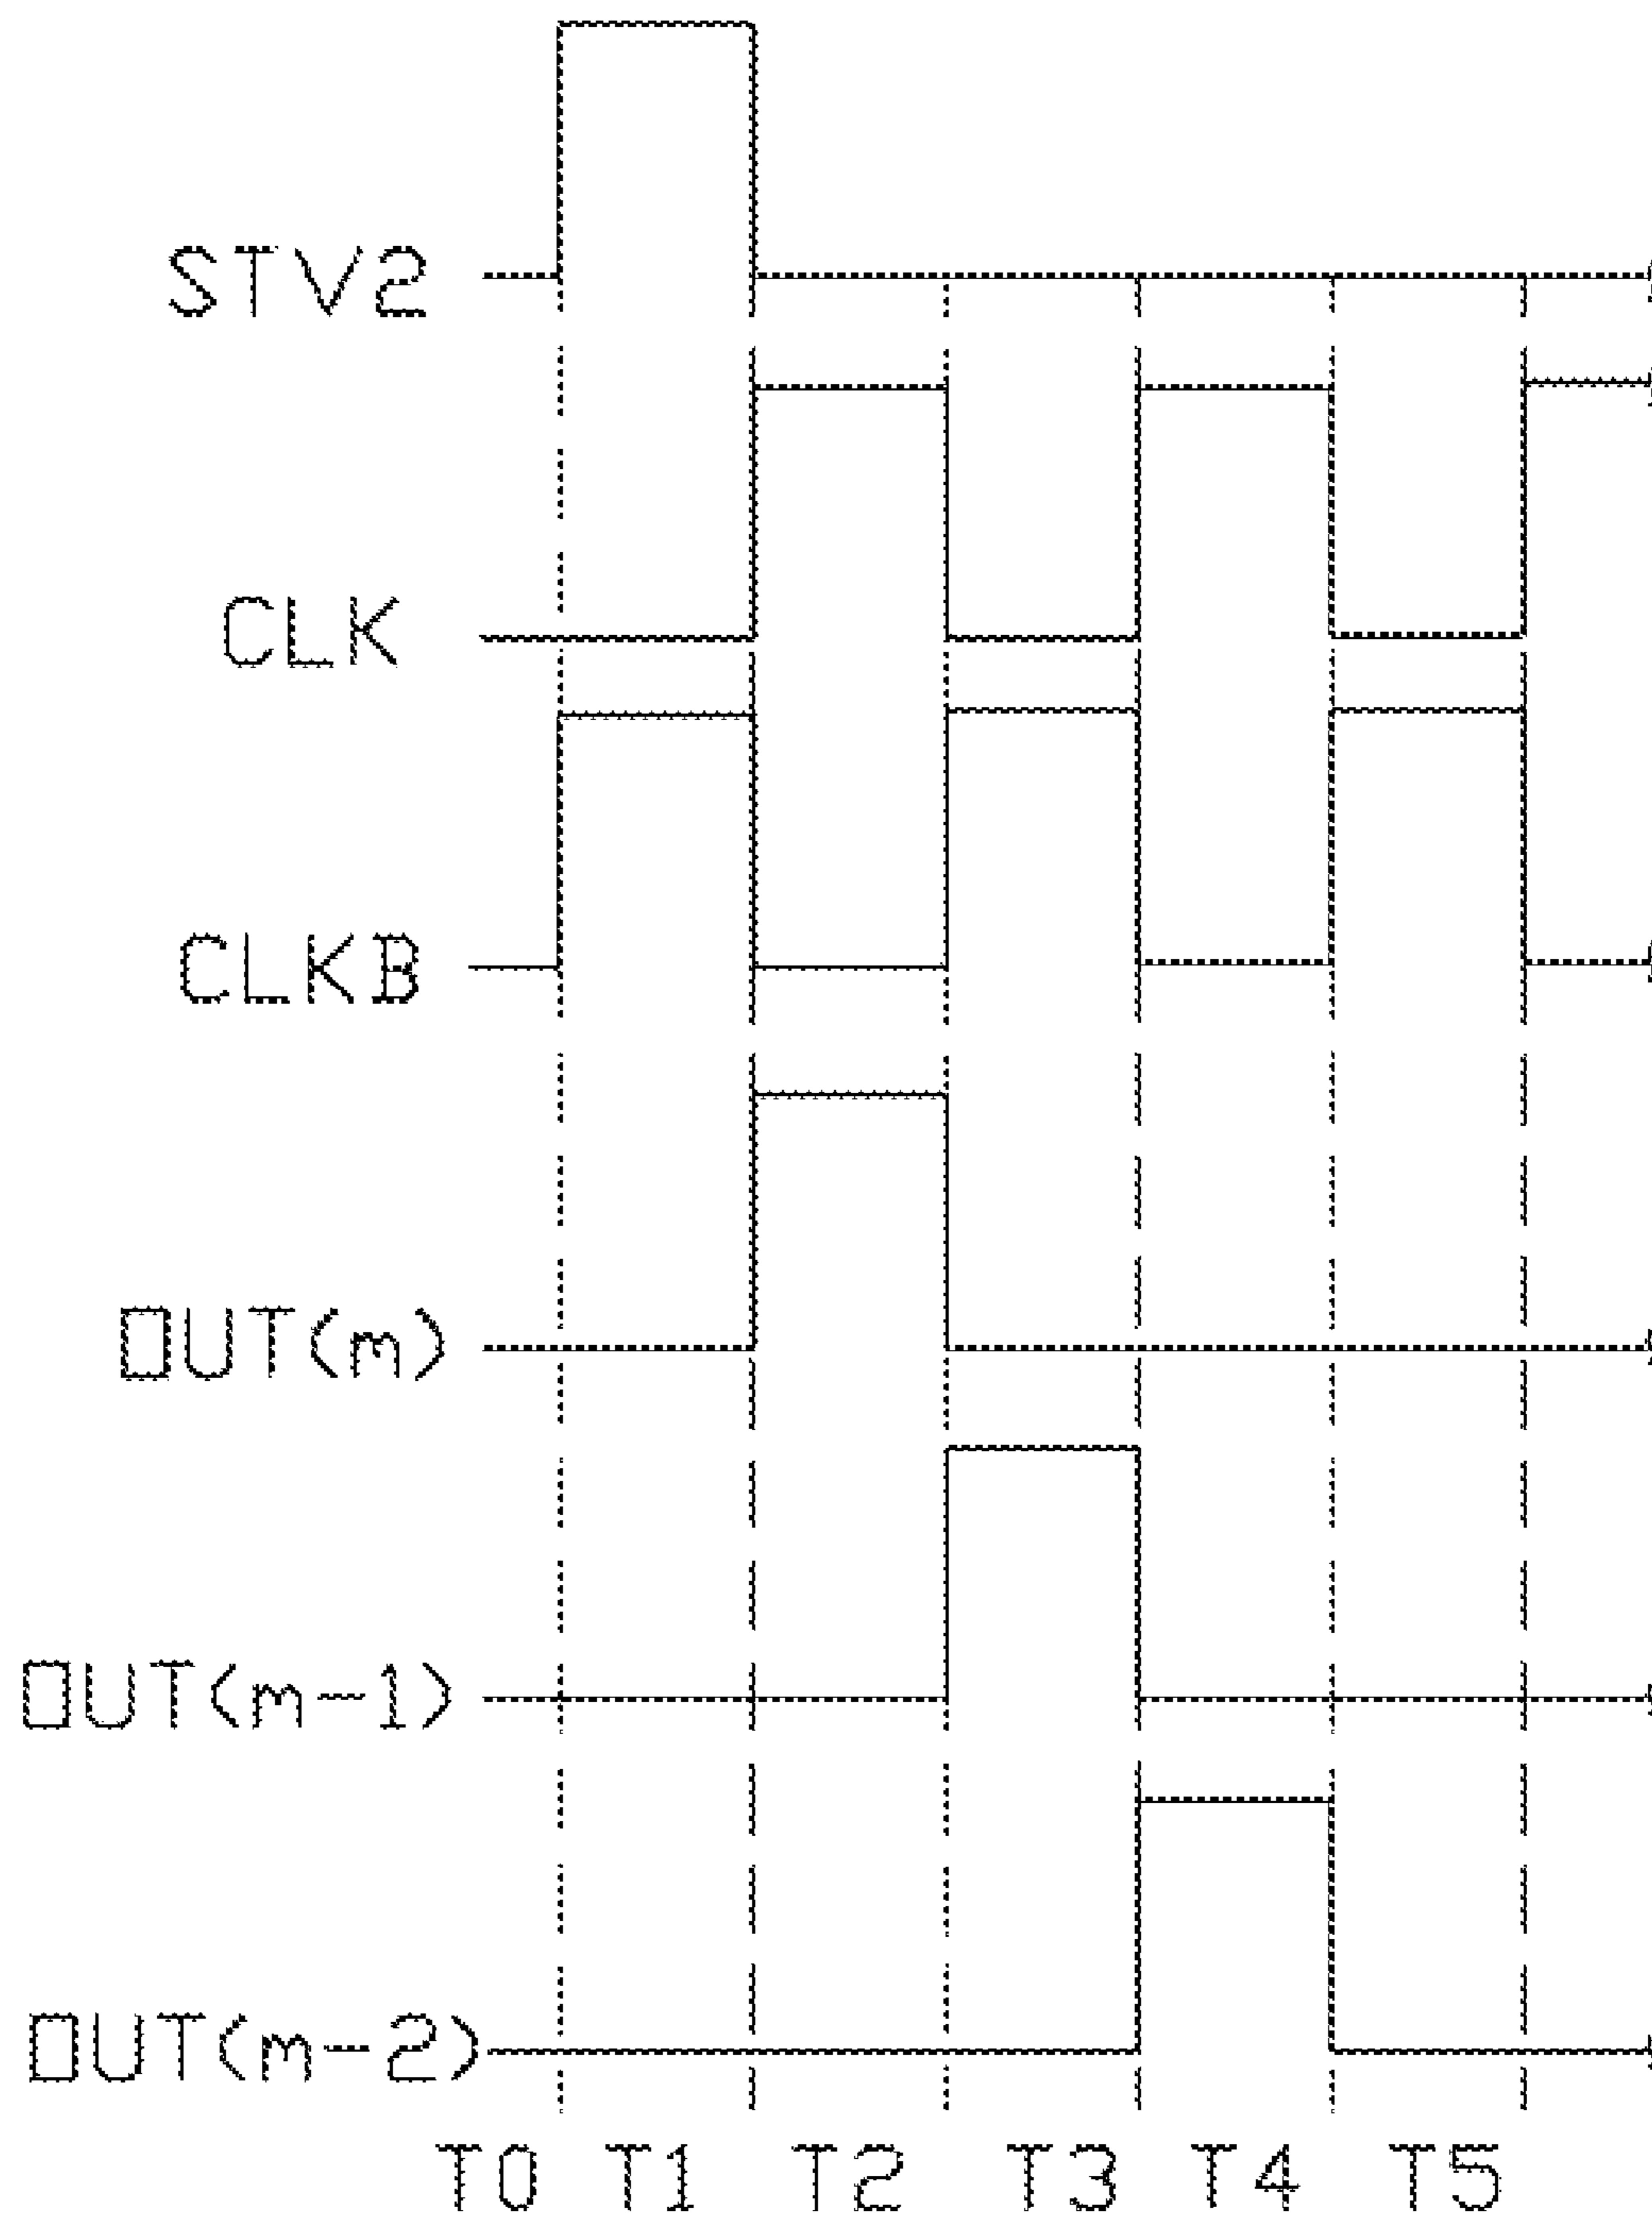 STV2
CLK
CLKB
OUT(m)
OUT(m-1)
OUT(m-2)
T0 T1 T2 T3 T4 T5